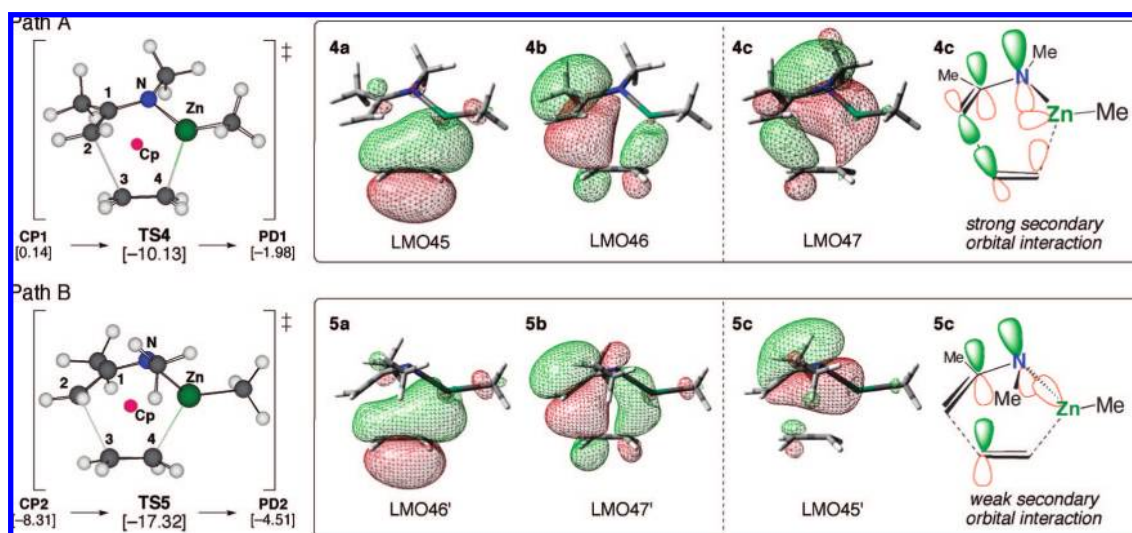 Path A
1
N
Zn
2
Cp
3
4
‡
CP1
TS4
PD1
[0.14]
[−10.13]
[−1.98]
4a
4b
4c
4c
Me
Me
N
Zn
Me
LMO45
LMO46
LMO47
strong secondary
orbital interaction
Path B
N
2
1
Zn
Cp
3
4
‡
CP2
TS5
PD2
[−8.31]
[−17.32]
[−4.51]
5a
5b
5c
5c
Me
N
Me
Zn
Me
LMO46'
LMO47'
LMO45'
weak secondary
orbital interaction